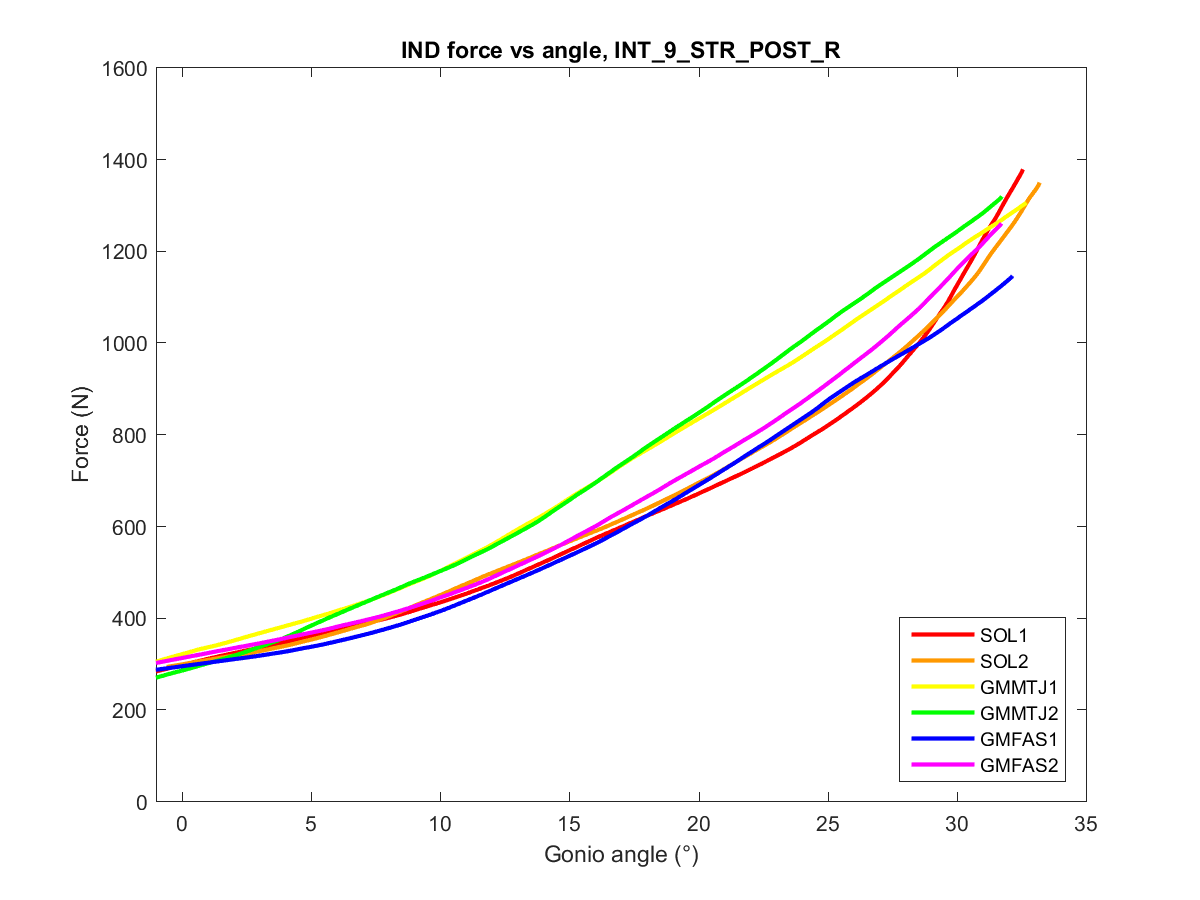 IND force vs angle, INT_9_STR_POST_R
1600
1400
1200
1000
800
600
400
200
0
Force (N)
0 5 10 15 20 25 30 35
Gonio angle (°)
SOL1
SOL2
GMMTJ1
GMMTJ2
GMFAS1
GMFAS2